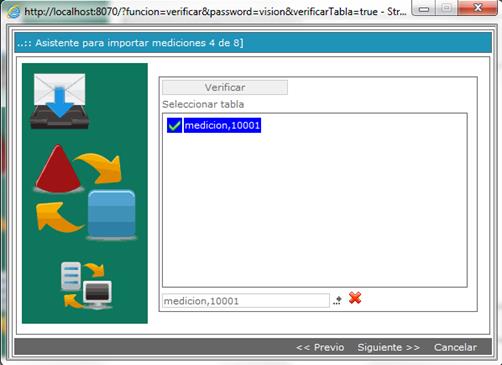 http://localhost:8070/?funcion=verificar&password=vision&verificarTabla=true - Str...
..:: Asistente para importar mediciones 4 de 8]
Verificar
Seleccionar tabla
medicion,10001
medicion,10001
<< Previo Siguiente >> Cancelar